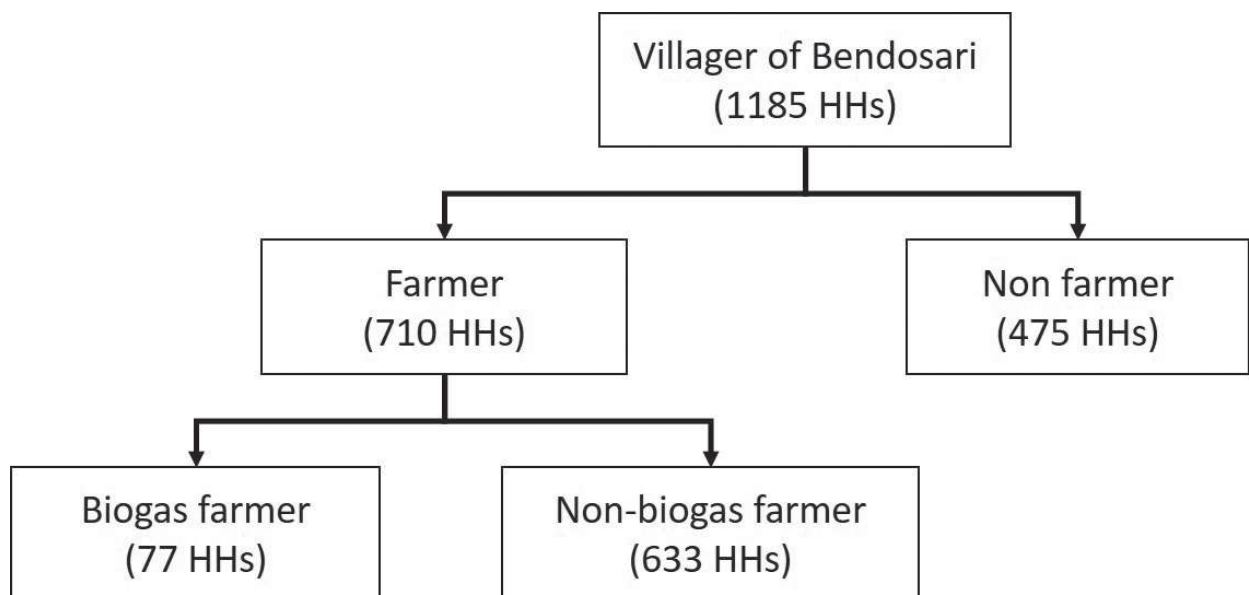 Villager of Bendosari
(1185 HHs)
Farmer
(710 HHs)
Non farmer
(475 HHs)
Biogas farmer
(77 HHs)
Non-biogas farmer
(633 HHs)